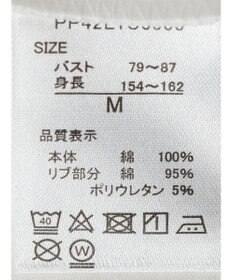 SIZE
バスト 79～87
身長 154～162
M
品質表示
本体 綿 100%
リブ部分 綿 95%
ポリウレタン 5%
40
W